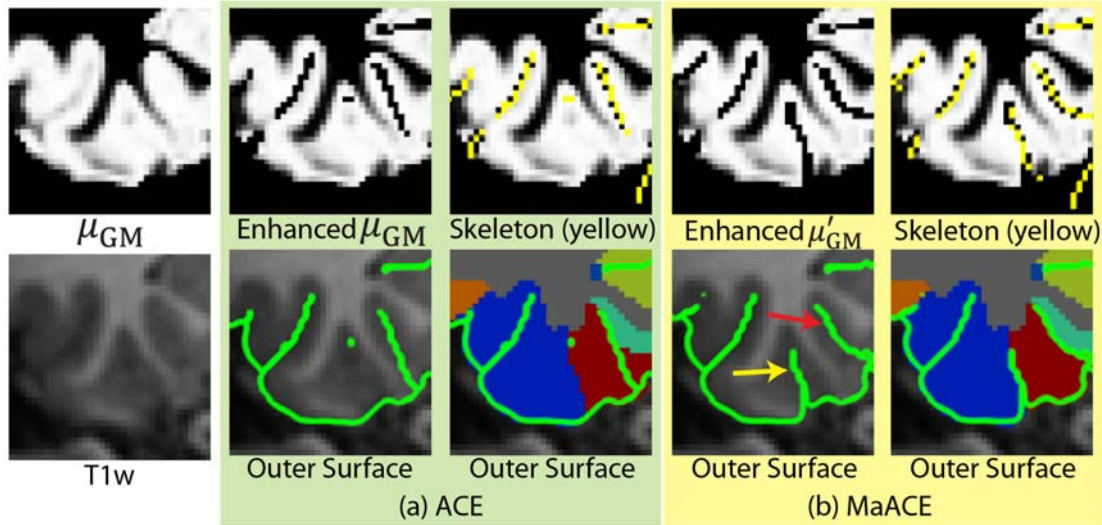 μGM
Enhanced μGM
Skeleton (yellow)
Enhanced μ′GM
Skeleton (yellow)
T1w
Outer Surface
Outer Surface
Outer Surface
Outer Surface
(a) ACE
(b) MaACE